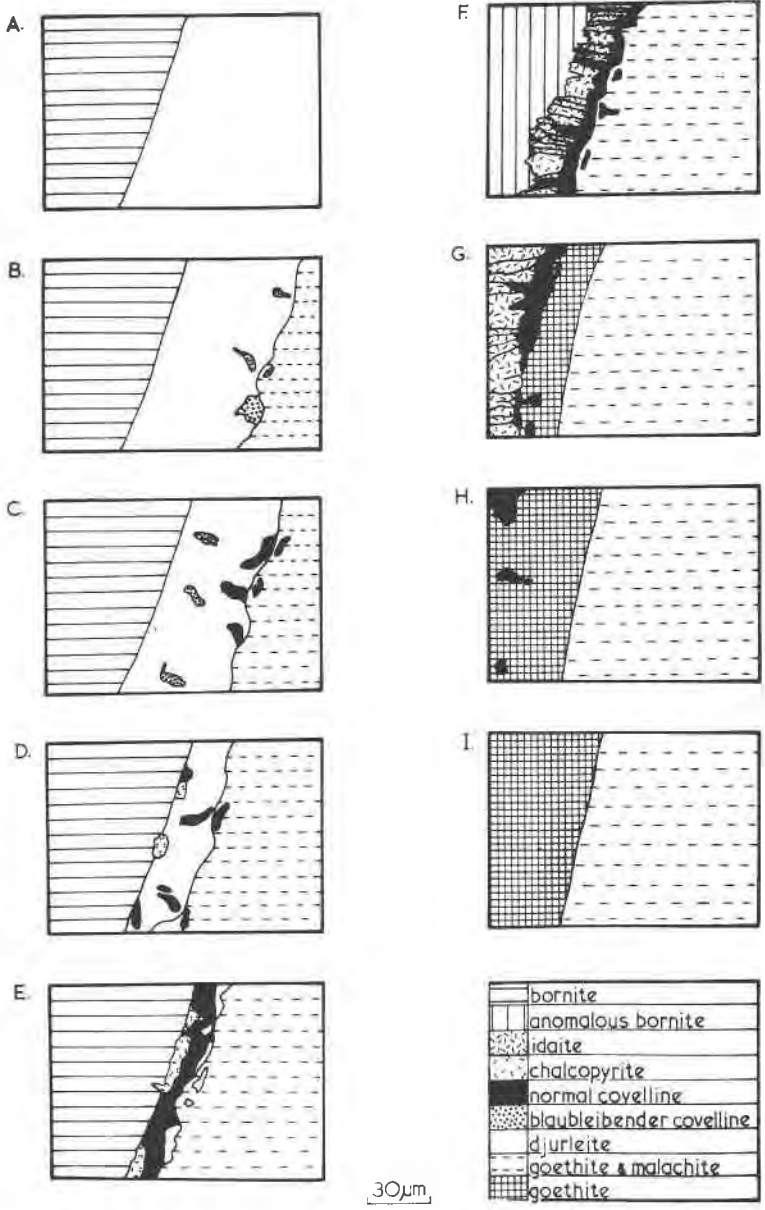 A.
B.
C.
D.
E.
F.
G.
H.
I.
bornite
anomalous bornite
idaite
chalcopyrite
normal covelline
blaubleibender covelline
djurleite
goethite & malachite
goethite
30µm